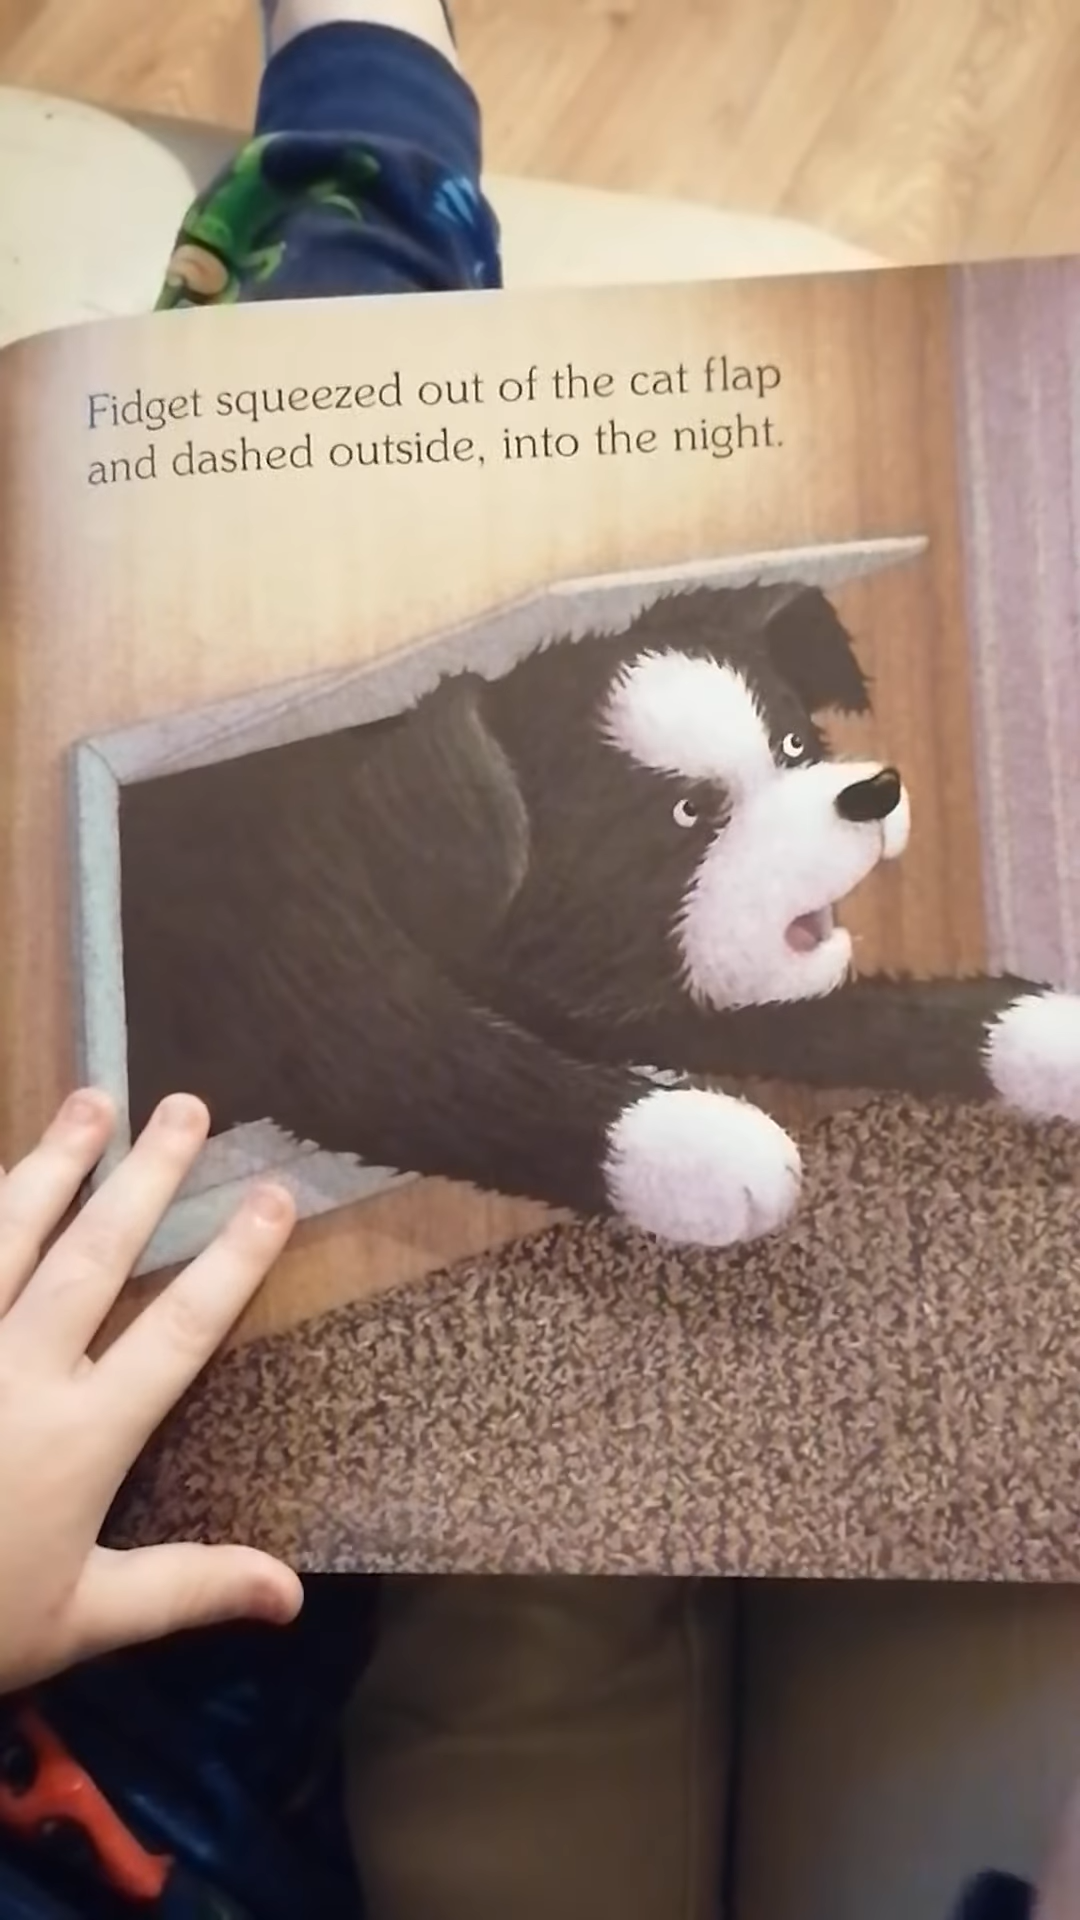 Fidget squeezed out of the cat flap
and dashed outside, into the night.